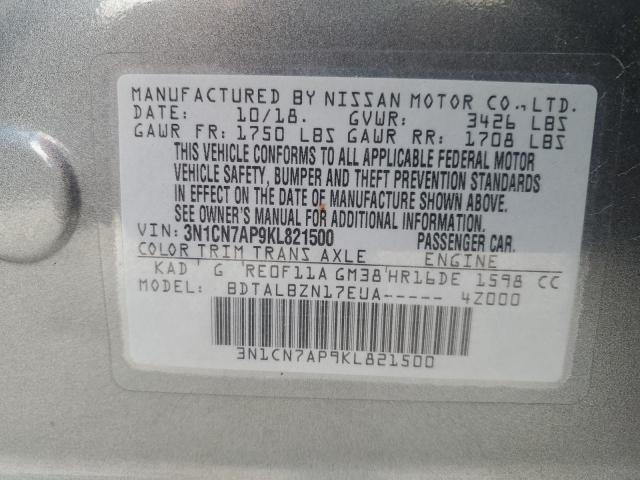 MANUFACTURED BY NISSAN MOTOR CO.,LTD.
DATE: 10/18. GVWR: 3426 LBS
GAWR FR: 1750 LBS GAWR RR: 1708 LBS
THIS VEHICLE CONFORMS TO ALL APPLICABLE FEDERAL MOTOR
VEHICLE SAFETY, BUMPER AND THEFT PREVENTION STANDARDS
IN EFFECT ON THE DATE OF MANUFACTURE SHOWN ABOVE.
SEE OWNER'S MANUAL FOR ADDITIONAL INFORMATION.
VIN: 3N1CN7AP9KL821500 PASSENGER CAR.
COLOR TRIM TRANS AXLE ENGINE
KAD G RE0F11A GM38 HR16DE 1598 CC
MODEL: BDTALBZN17EUA----- 4Z000
3N1CN7AP9KL821500